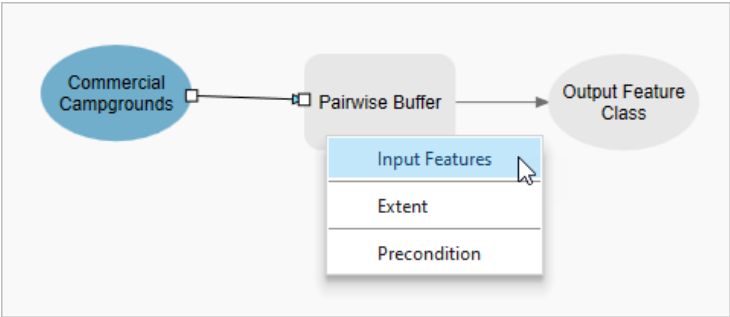 Commercial
Campgrounds
Pairwise Buffer
Output Feature
Class
Input Features
Extent
Precondition